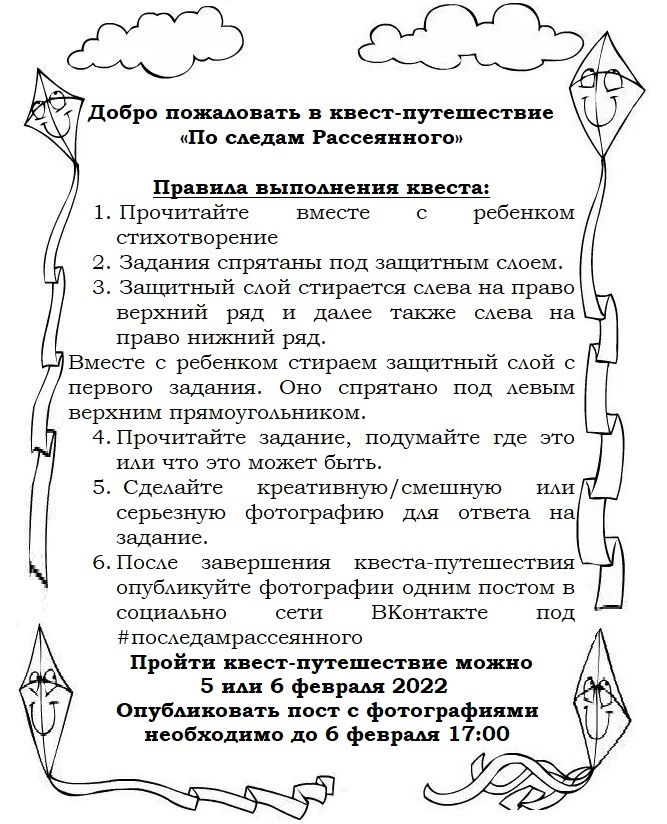 Добро пожаловать в квест-путешествие
«По следам Рассеянного»
Правила выполнения квеста:
1. Прочитайте вместе с ребенком
стихотворение
2. Задания спрятаны под защитным слоем.
3. Защитный слой стирается слева на право
верхний ряд и далее также слева на
право нижний ряд.
Вместе с ребенком стираем защитный слой с
первого задания. Оно спрятано под левым
верхним прямоугольником.
4. Прочитайте задание, подумайте где это
или что это может быть.
5. Сделайте креативную/смешную или
серьезную фотографию для ответа на
задание.
6. После завершения квеста-путешествия
опубликуйте фотографии одним постом в
социально сети ВКонтакте под
#последамрассеянного
Пройти квест-путешествие можно
5 или 6 февраля 2022
Опубликовать пост с фотографиями
необходимо до 6 февраля 17:00